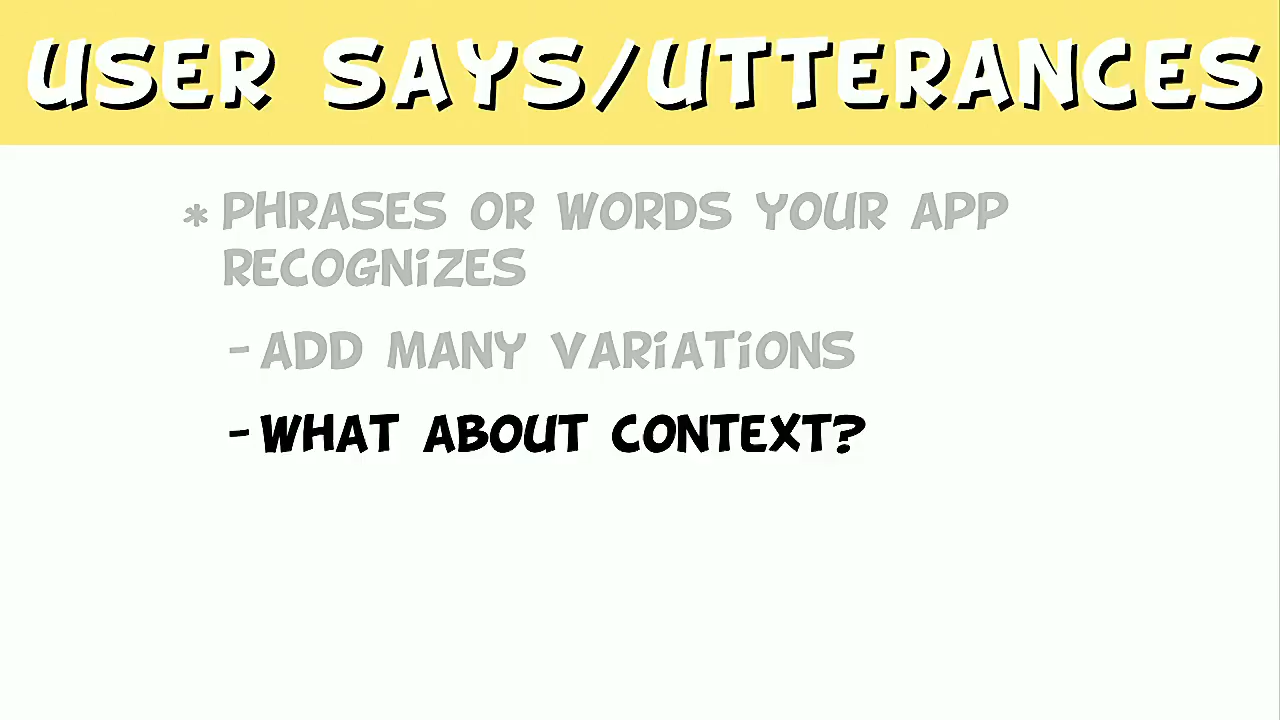 USER SAYS/UTTERANCES
* PHRASES OR WORDS YOUR APP
RECOGNiZES
- ADD MANY VARiATiONS
- WHAT ABOUT CONTEXT?